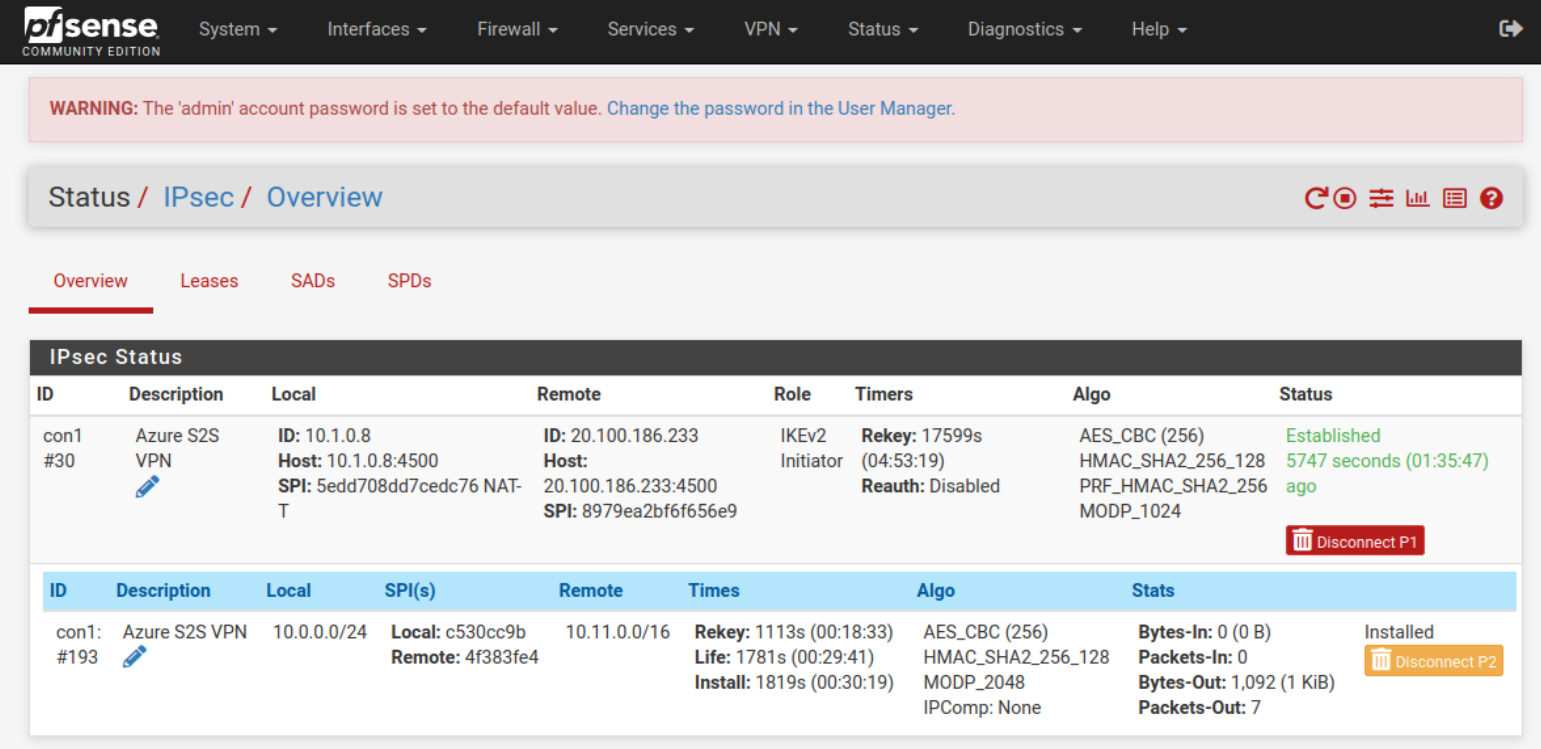 pfsense
COMMUNITY EDITION
System Interfaces Firewall Services VPN Status Diagnostics Help
WARNING: The 'admin' account password is set to the default value. Change the password in the User Manager.
Status / IPsec / Overview
Overview Leases SADs SPDs
IPsec Status
ID Description Local Remote Role Timers Algo Status
con1 Azure S2S ID: 10.1.0.8 ID: 20.100.186.233 IKEv2 Rekey: 17599s AES_CBC (256) Established
#30 VPN Host: 10.1.0.8:4500 Host: Initiator (04:53:19) HMAC_SHA2_256_128 5747 seconds (01:35:47)
SPI: 5edd708dd7cedc76 NAT- 20.100.186.233:4500 Reauth: Disabled PRF_HMAC_SHA2_256 ago
T SPI: 8979ea2bf6f656e9 MODP_1024
Disconnect P1
ID Description Local SPI(s) Remote Times Algo Stats
con1: Azure S2S VPN 10.0.0.0/24 Local: c530cc9b 10.11.0.0/16 Rekey: 1113s (00:18:33) AES_CBC (256) Bytes-In: 0 (0 B) Installed
#193 Remote: 4f383fe4 Life: 1781s (00:29:41) HMAC_SHA2_256_128 Packets-In: 0 Disconnect P2
Install: 1819s (00:30:19) MODP_2048 Bytes-Out: 1,092 (1 KiB)
IPComp: None Packets-Out: 7